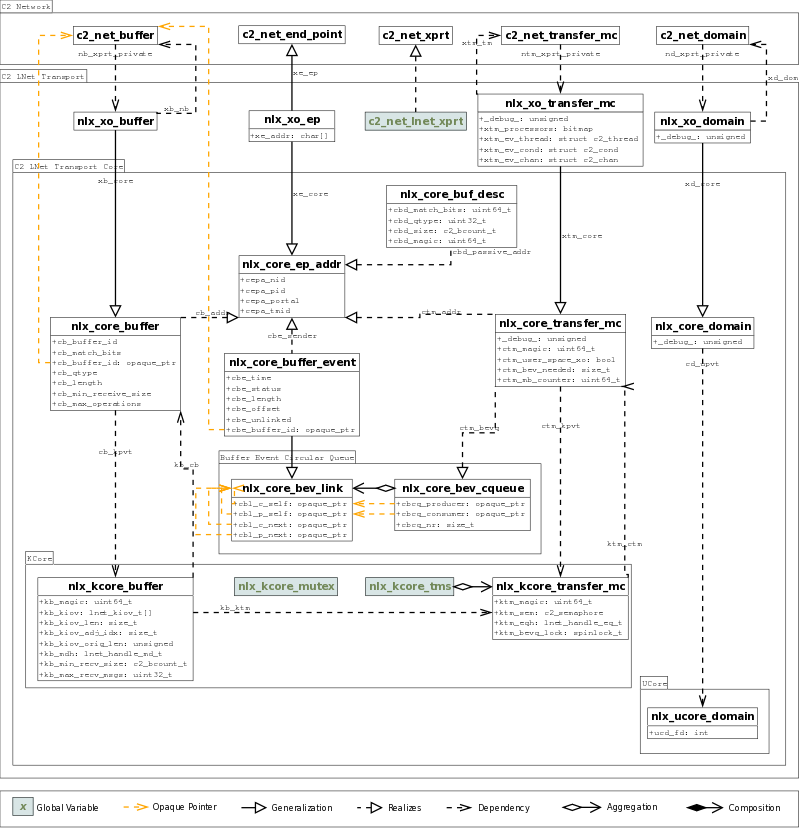 C2 Network
c2_net_buffer
c2_net_end_point
c2_net_xprt
c2_net_transfer_mc
c2_net_domain
xtm_tm
nb_xprt_private
ntm_xprt_private
nd_xprt_private
C2 LNet Transport
xe_ep
xd_dom
xb_nb
nlx_xo_buffer
nlx_xo_ep
+xe_addr: char[]
c2_net_lnet_xprt
nlx_xo_transfer_mc
+_debug_: unsigned
+xtm_processors: bitmap
+xtm_ev_thread: struct c2_thread
+xtm_ev_cond: struct c2_cond
+xtm_ev_chan: struct c2_chan
nlx_xo_domain
+_debug_: unsigned
C2 LNet Transport Core
xb_core
xe_core
xd_core
nlx_core_buf_desc
+cbd_match_bits: uint64_t
+cbd_qtype: uint32_t
+cbd_size: c2_bcount_t
+cbd_magic: uint64_t
xtm_core
cbd_passive_addr
nlx_core_ep_addr
+cepa_nid
+cepa_pid
+cepa_portal
+cepa_tmid
cb_addr
ctm_addr
nlx_core_buffer
+cb_buffer_id
+cb_match_bits
+cb_buffer_id: opaque_ptr
+cb_qtype
+cb_length
+cb_min_receive_size
+cb_max_operations
cbe_sender
nlx_core_buffer_event
+cbe_time
+cbe_status
+cbe_length
+cbe_offset
+cbe_unlinked
+cbe_buffer_id: opaque_ptr
nlx_core_transfer_mc
+_debug_: unsigned
+ctm_magic: uint64_t
+ctm_user_space_xo: bool
+ctm_bev_needed: size_t
+ctm_mb_counter: uint64_t
nlx_core_domain
+_debug_: unsigned
cd_upvt
cb_kpvt
kb_cb
ctm_bevq
ctm_kpvt
Buffer Event Circular Queue
nlx_core_bev_link
+cbl_c_self: opaque_ptr
+cbl_p_self: opaque_ptr
+cbl_c_next: opaque_ptr
+cbl_p_next: opaque_ptr
nlx_core_bev_cqueue
+cbcq_producer: opaque_ptr
+cbcq_consumer: opaque_ptr
+cbcq_nr: size_t
ktm_ctm
KCore
nlx_kcore_buffer
+kb_magic: uint64_t
+kb_kiov: lnet_kiov_t[]
+kb_kiov_len: size_t
+kb_kiov_adj_idx: size_t
+kb_kiov_orig_len: unsigned
+kb_mdh: lnet_handle_md_t
+kb_min_recv_size: c2_bcount_t
+kb_max_recv_msgs: uint32_t
nlx_kcore_mutex
nlx_kcore_tms
nlx_kcore_transfer_mc
+ktm_magic: uint64_t
+ktm_sem: c2_semaphore
+ktm_eqh: lnet_handle_eq_t
+ktm_bevq_lock: spinlock_t
kb_ktm
UCore
nlx_ucore_domain
+ucd_fd: int
x Global Variable
Opaque Pointer
Generalization
Realizes
Dependency
Aggregation
Composition